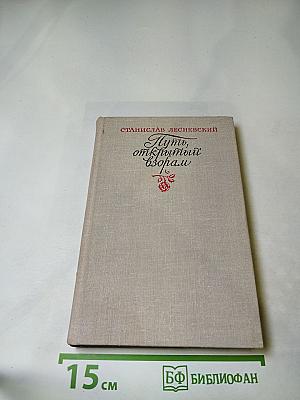 СТАНИСЛАВ ЛЕСНЕВСКИЙ
Путь,
открытый
взорам
15 см
БФ БИБЛИОФАН